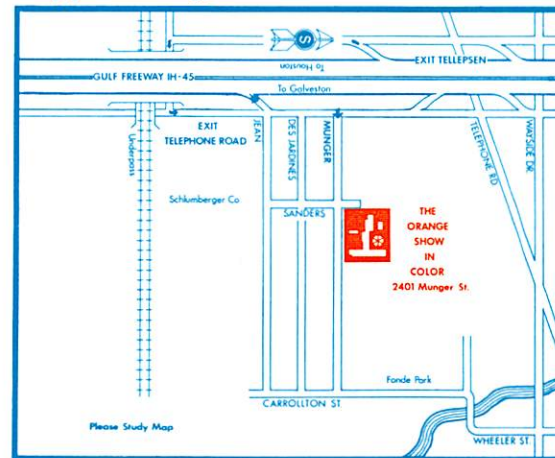 S
To Houston
EXIT TELLEPSEN
GULF FREEWAY IH-45
To Galveston
EXIT
TELEPHONE ROAD
Underpass
JEAN
DES JARDINES
MUNGER
TELEPHONE RD
WAYSIDE DR.
Schlumberger Co.
SANDERS
THE
ORANGE
SHOW
IN
COLOR
2401 Munger St.
Fonde Park
CARROLLTON ST.
Please Study Map
WHEELER ST.